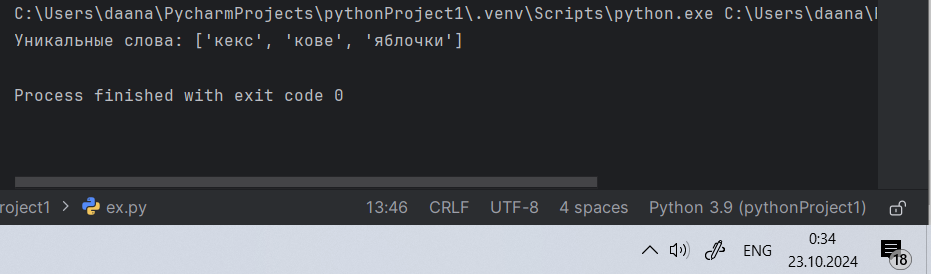 C:\Users\daana\PycharmProjects\pythonProject1\.venv\Scripts\python.exe C:\Users\daana\
Уникальные слова: ['кекс', 'кове', 'яблочки']
Process finished with exit code 0
roject1 > ex.py 13:46 CRLF UTF-8 4 spaces Python 3.9 (pythonProject1)
ENG 0:34
23.10.2024 18